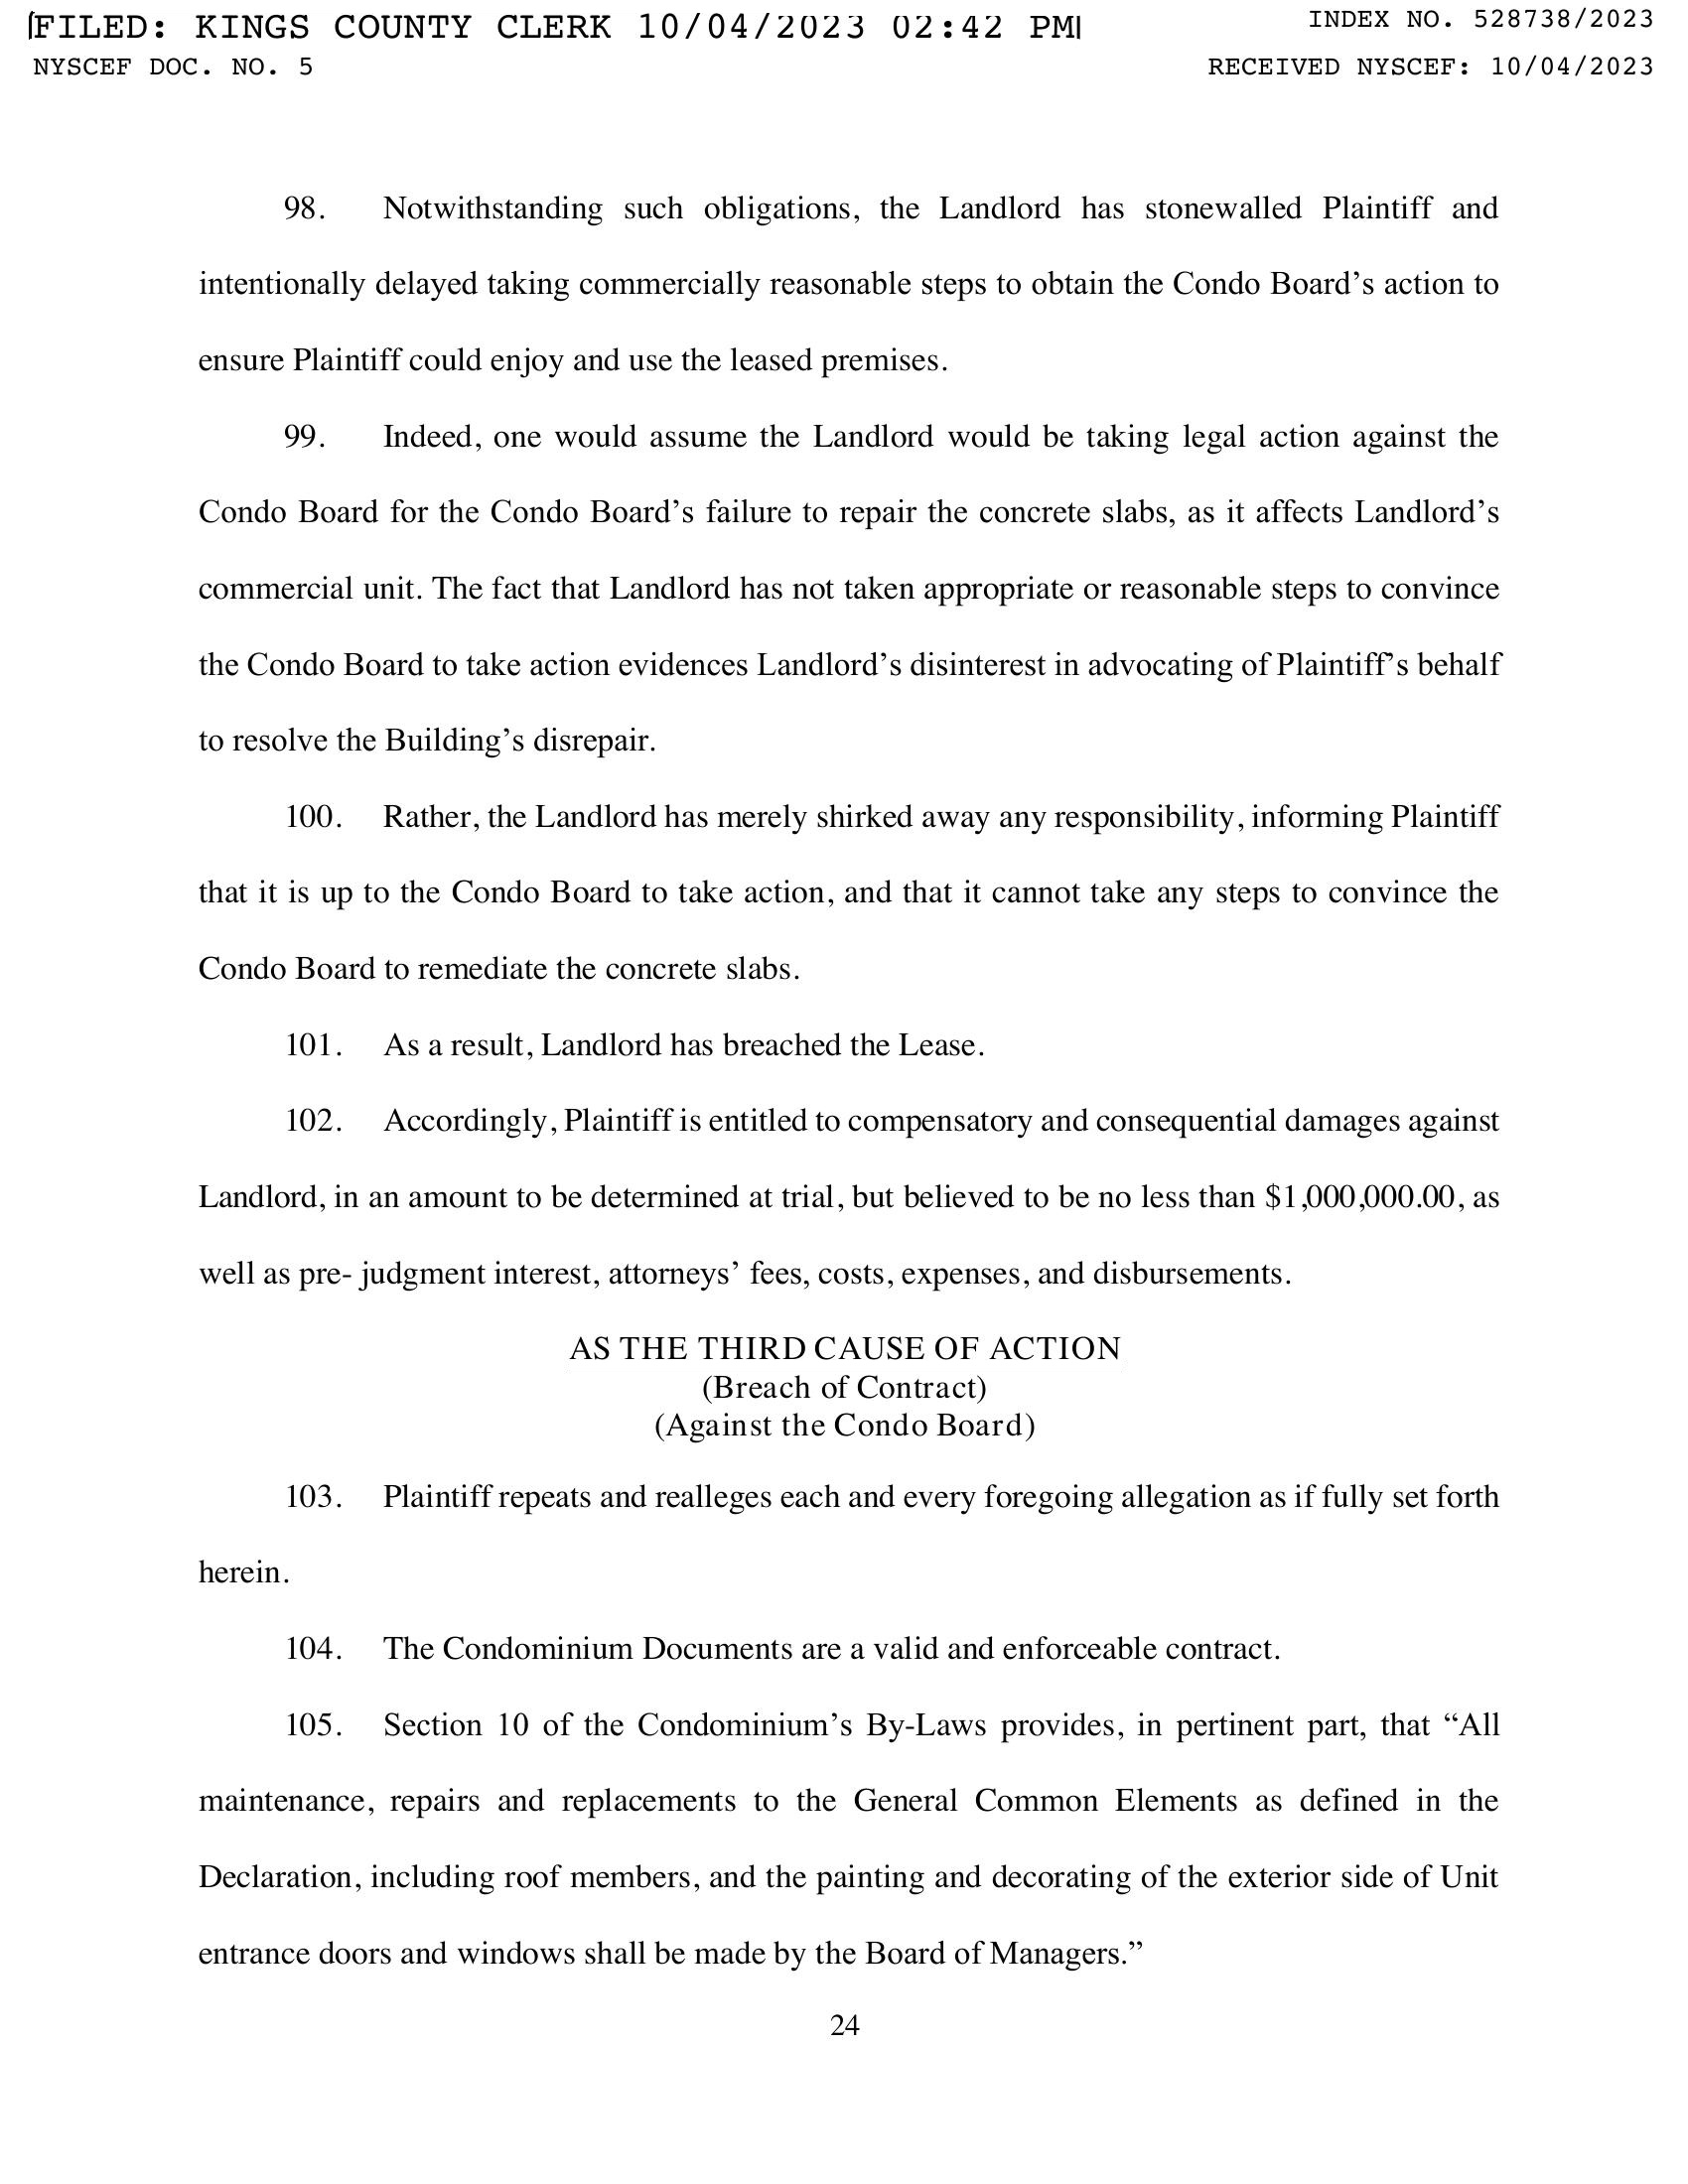 FILED: KINGS COUNTY CLERK 10/04/2023 02:42 PM
INDEX NO. 528738/2023
NYSCEF DOC. NO. 5
RECEIVED NYSCEF: 10/04/2023
98. Notwithstanding such obligations, the Landlord has stonewalled Plaintiff and
intentionally delayed taking commercially reasonable steps to obtain the Condo Board’s action to
ensure Plaintiff could enjoy and use the leased premises.
99. Indeed, one would assume the Landlord would be taking legal action against the
Condo Board for the Condo Board’s failure to repair the concrete slabs, as it affects Landlord’s
commercial unit. The fact that Landlord has not taken appropriate or reasonable steps to convince
the Condo Board to take action evidences Landlord’s disinterest in advocating of Plaintiff’s behalf
to resolve the Building’s disrepair.
100. Rather, the Landlord has merely shirked away any responsibility, informing Plaintiff
that it is up to the Condo Board to take action, and that it cannot take any steps to convince the
Condo Board to remediate the concrete slabs.
101. As a result, Landlord has breached the Lease.
102. Accordingly, Plaintiff is entitled to compensatory and consequential damages against
Landlord, in an amount to be determined at trial, but believed to be no less than $1,000,000.00, as
well as pre- judgment interest, attorneys’ fees, costs, expenses, and disbursements.
AS THE THIRD CAUSE OF ACTION
(Breach of Contract)
(Against the Condo Board)
103. Plaintiff repeats and realleges each and every foregoing allegation as if fully set forth
herein.
104. The Condominium Documents are a valid and enforceable contract.
105. Section 10 of the Condominium’s By-Laws provides, in pertinent part, that “All
maintenance, repairs and replacements to the General Common Elements as defined in the
Declaration, including roof members, and the painting and decorating of the exterior side of Unit
entrance doors and windows shall be made by the Board of Managers.”
24